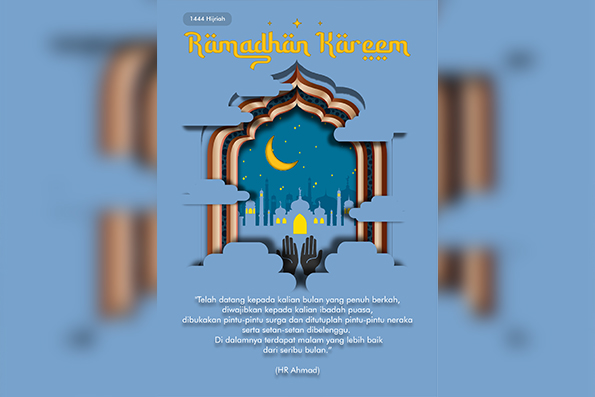 1444 Hijriah
Ramadhan Kareem
"Telah datang kepada kalian bulan yang penuh berkah,
diwajibkan kepada kalian ibadah puasa,
dibukakan pintu-pintu surga dan ditutuplah pintu-pintu neraka
serta setan-setan dibelenggu.
Di dalamnya terdapat malam yang lebih baik
dari seribu bulan."
(HR Ahmad)